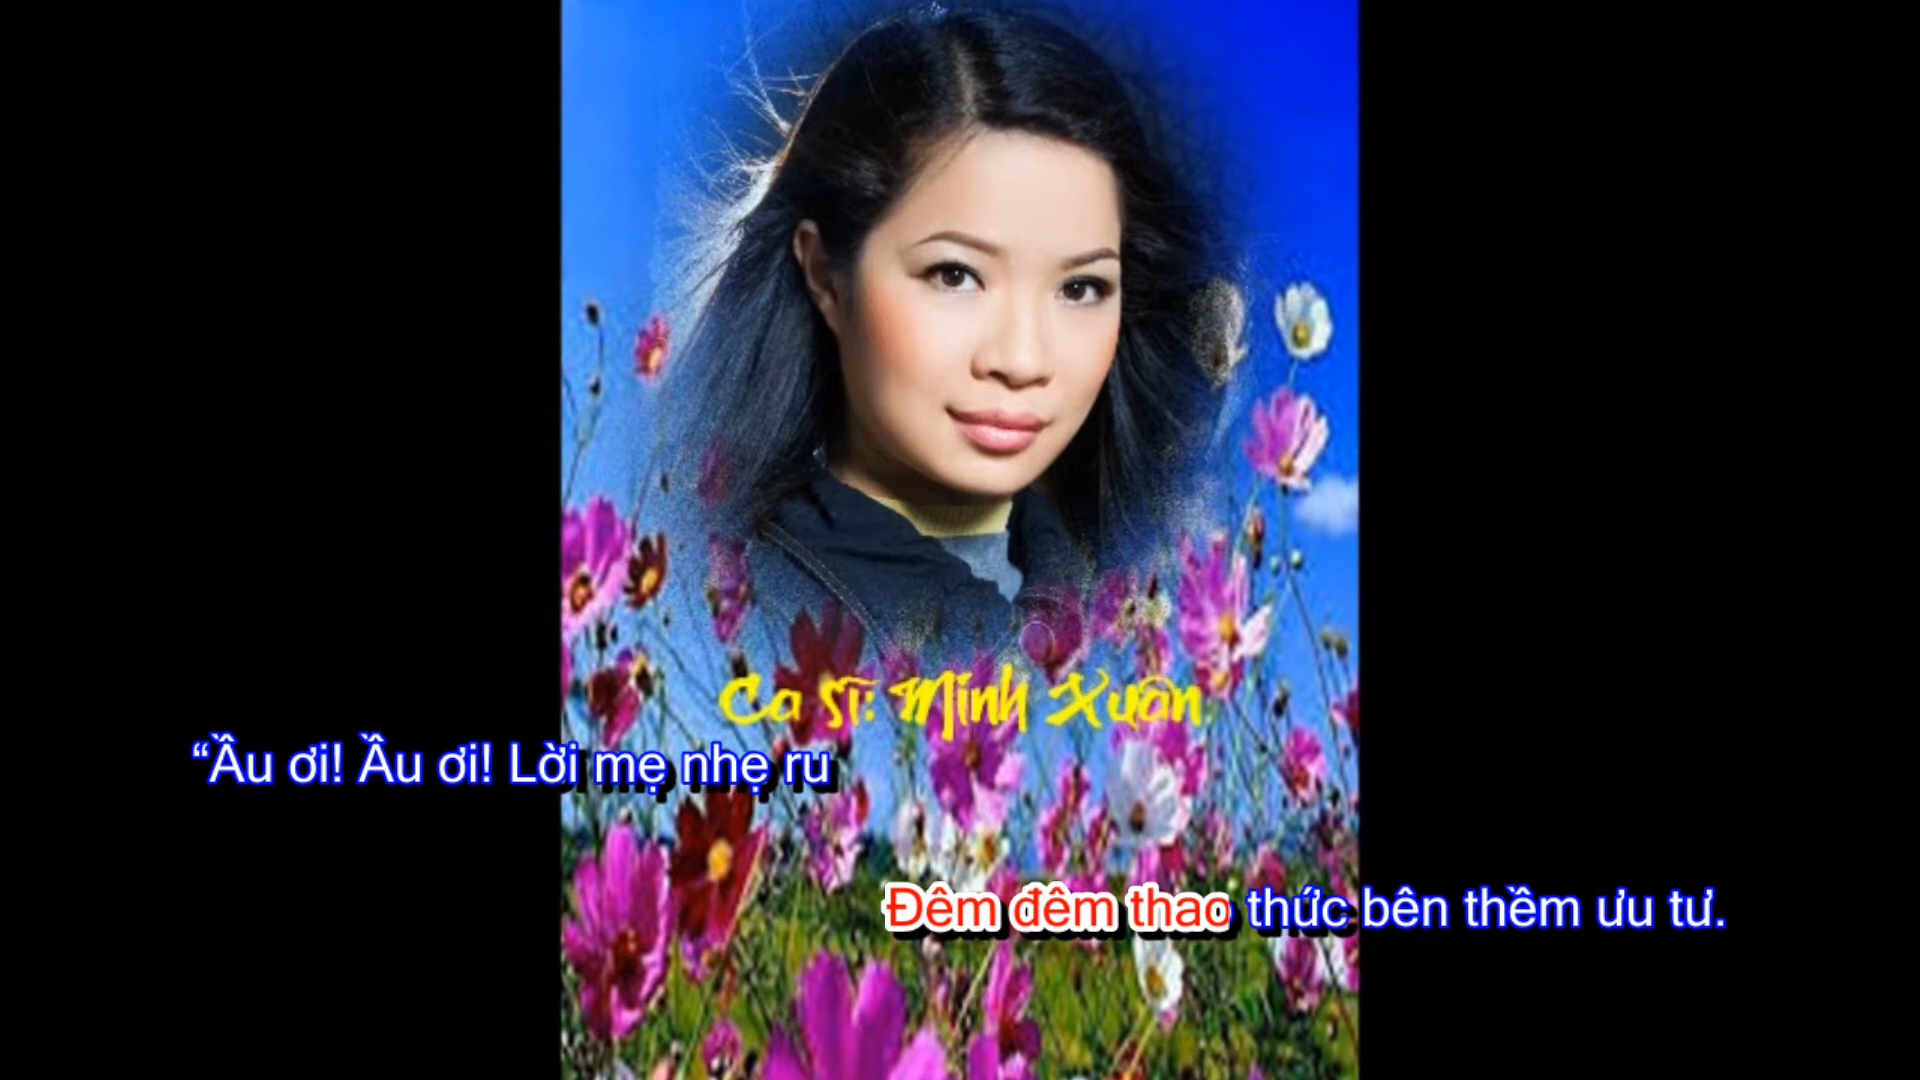 Ca sĩ: Minh Xuân
“Ầu ơi! Ầu ơi! Lời mẹ nhẹ ru
Đêm đêm thao thức bên thềm ưu tư.